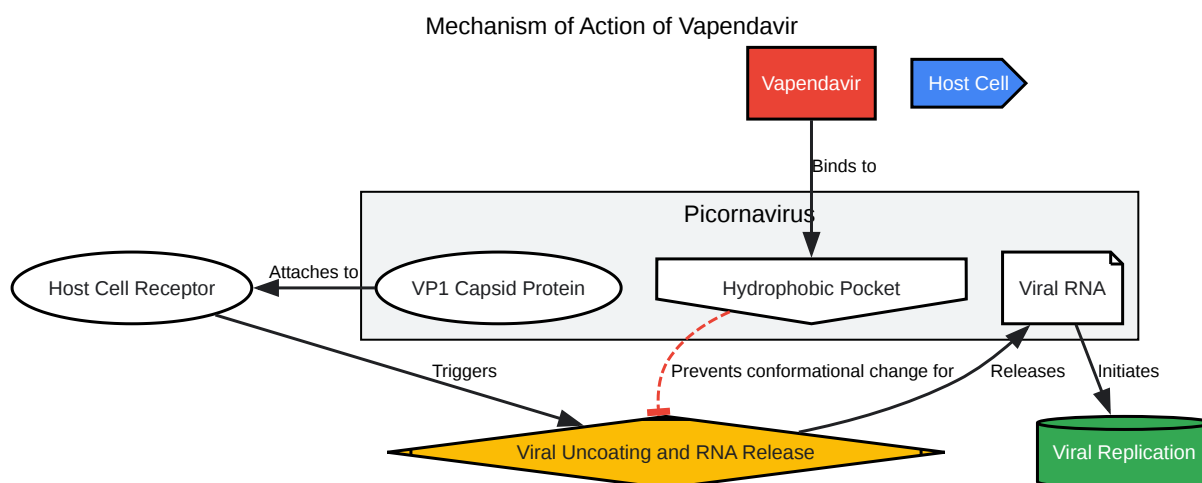 Mechanism of Action of Vapendavir
Vapendavir
Host Cell
Binds to
Picornavirus
Host Cell Receptor
Attaches to
VP1 Capsid Protein
Hydrophobic Pocket
Viral RNA
Triggers
Prevents conformational change for
Releases
Initiates
Viral Uncoating and RNA Release
Viral Replication